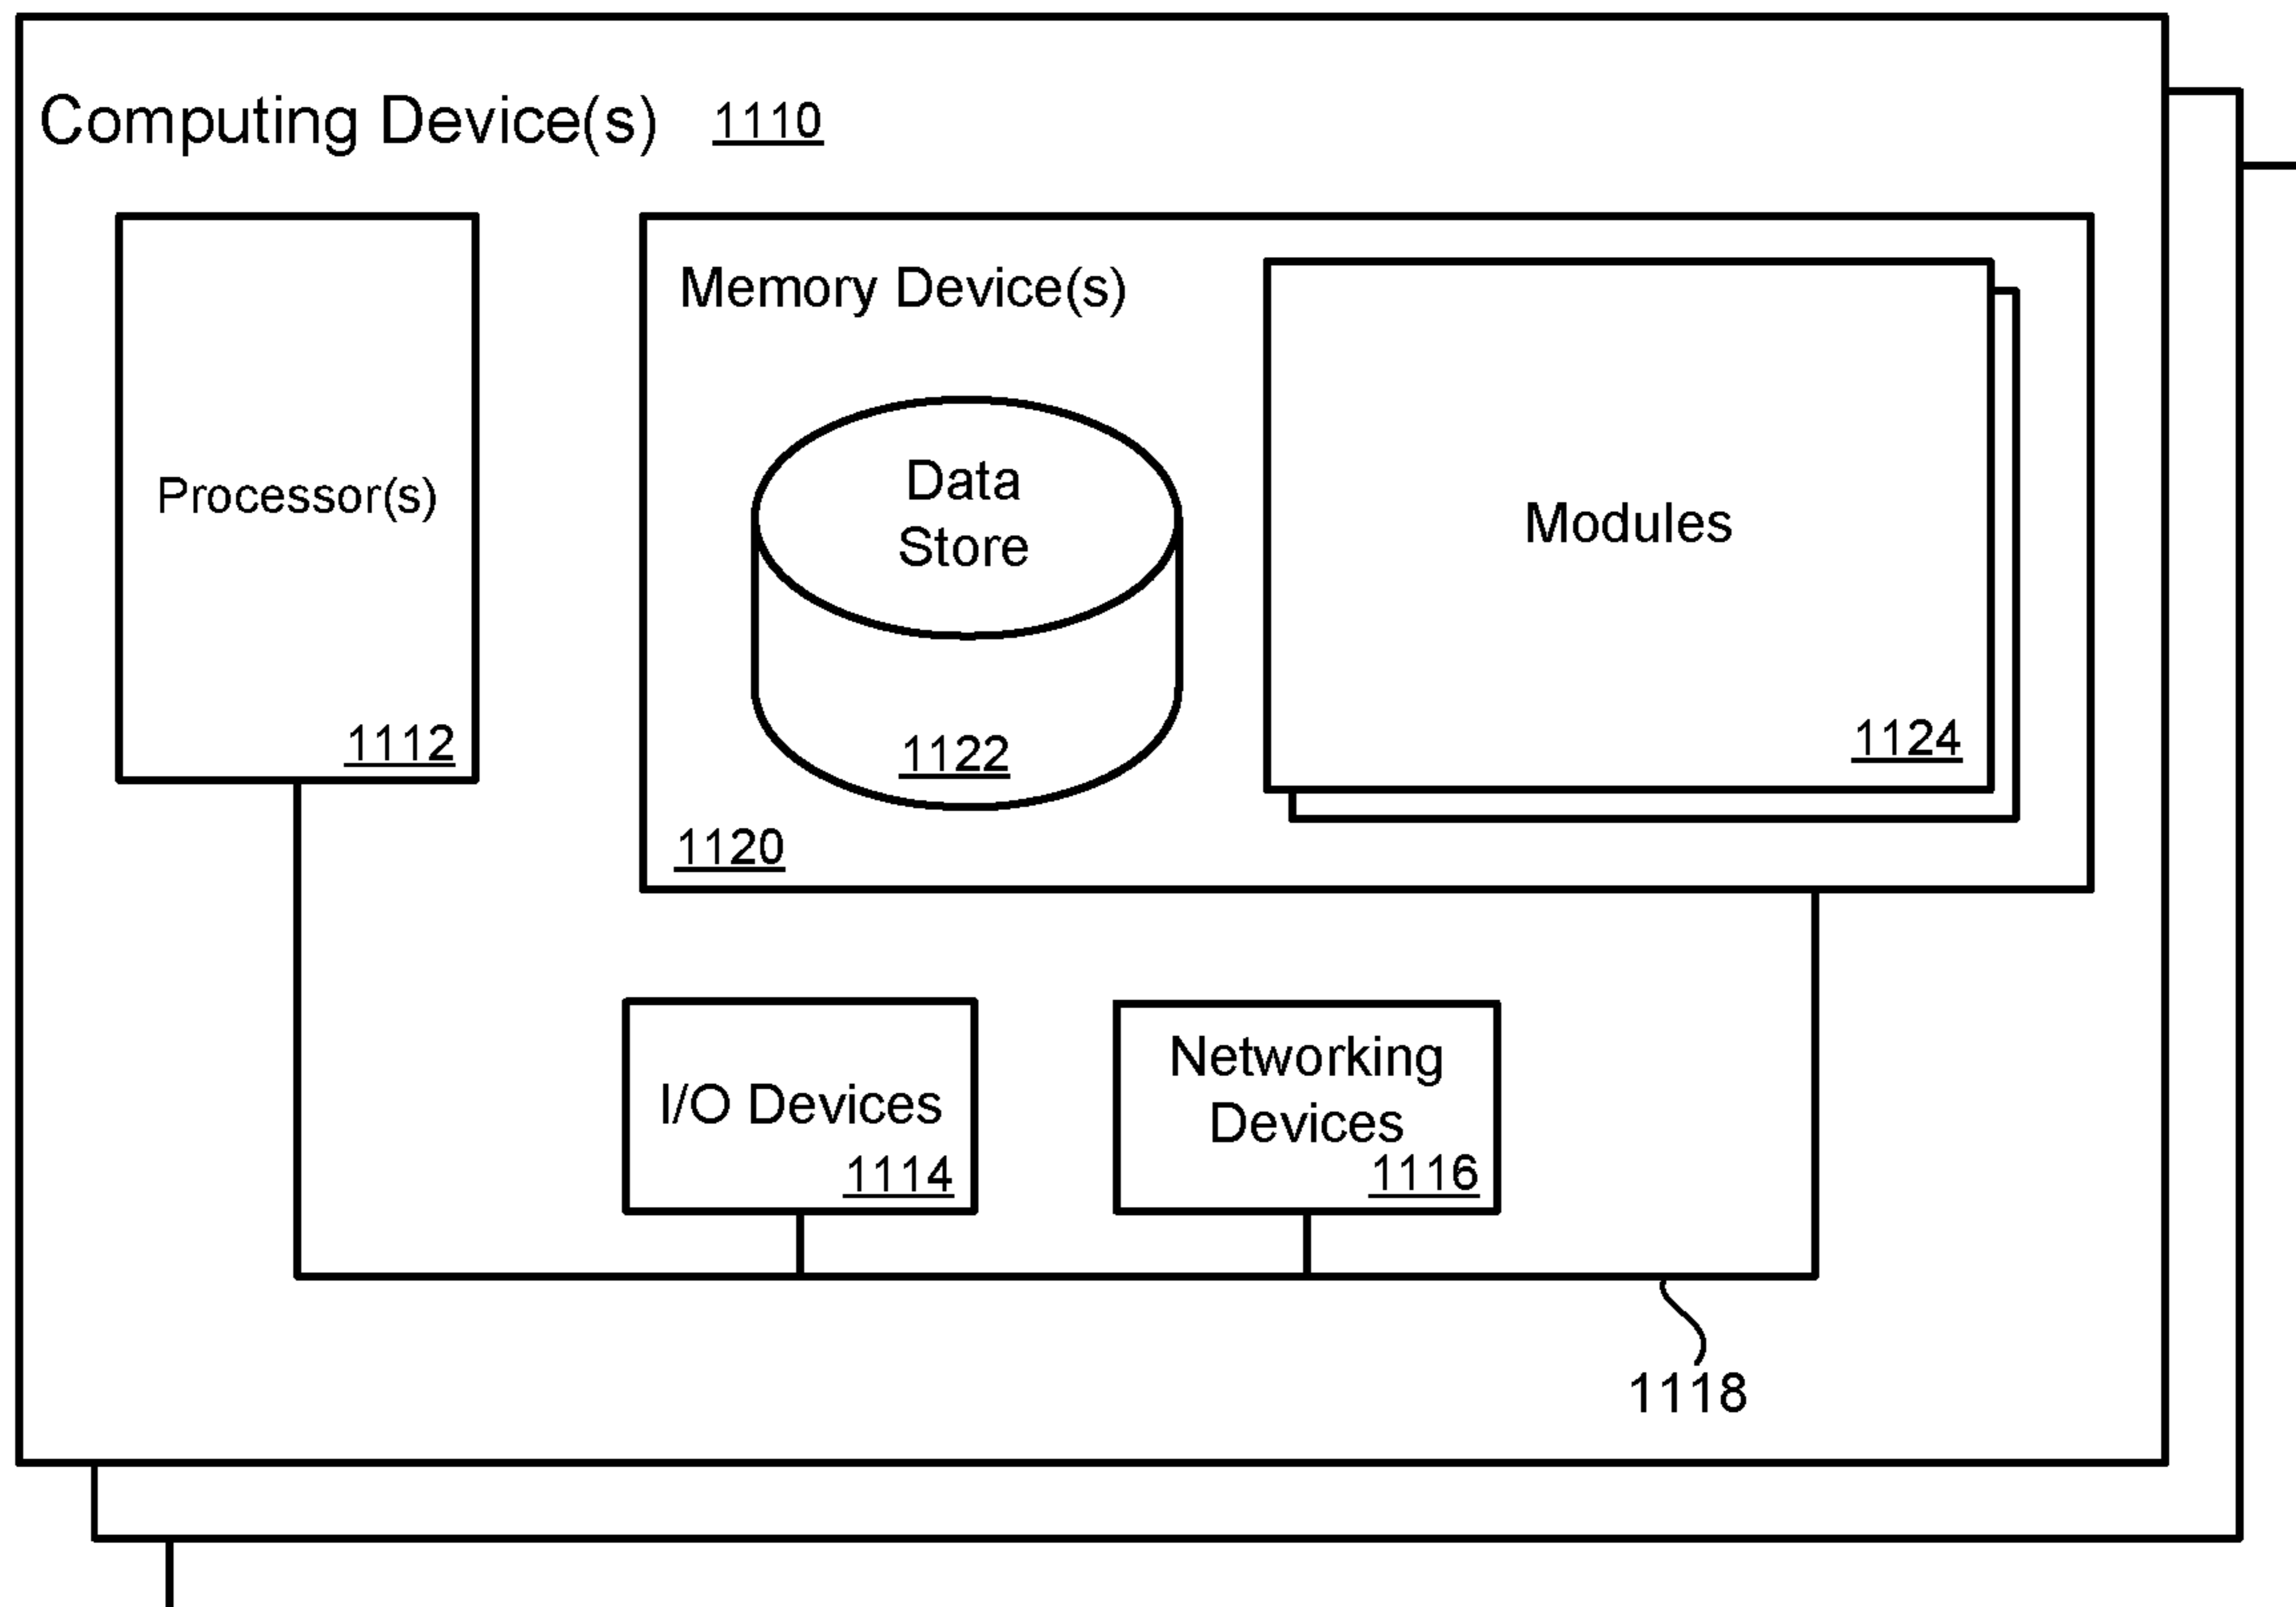 Computing Device(s) 1110
Processor(s)
1112
Memory Device(s)
Data
Store
1122
1120
Modules
1124
I/O Devices
1114
Networking
Devices
1116
1118